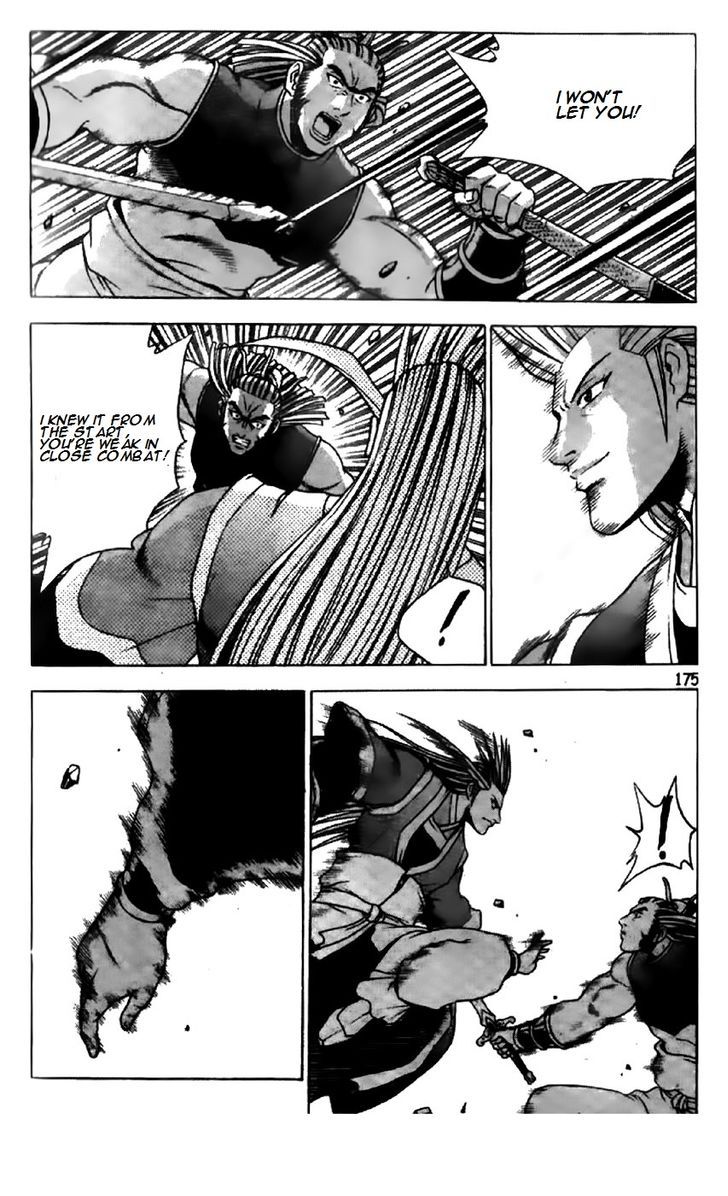 I WON'T
LET YOU!
I KNEW IT FROM
THE START,
YOU'RE WEAK IN
CLOSE COMBAT!
!
175
!